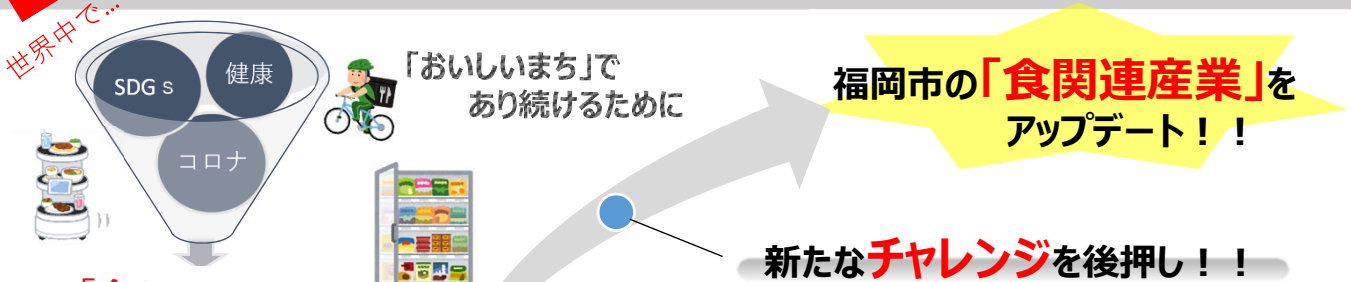 世界中で…
SDGｓ
健康
コロナ
「おいしいまち」で
あり続けるために
福岡市の「食関連産業」を
アップデート！！
新たなチャレンジを後押し！！